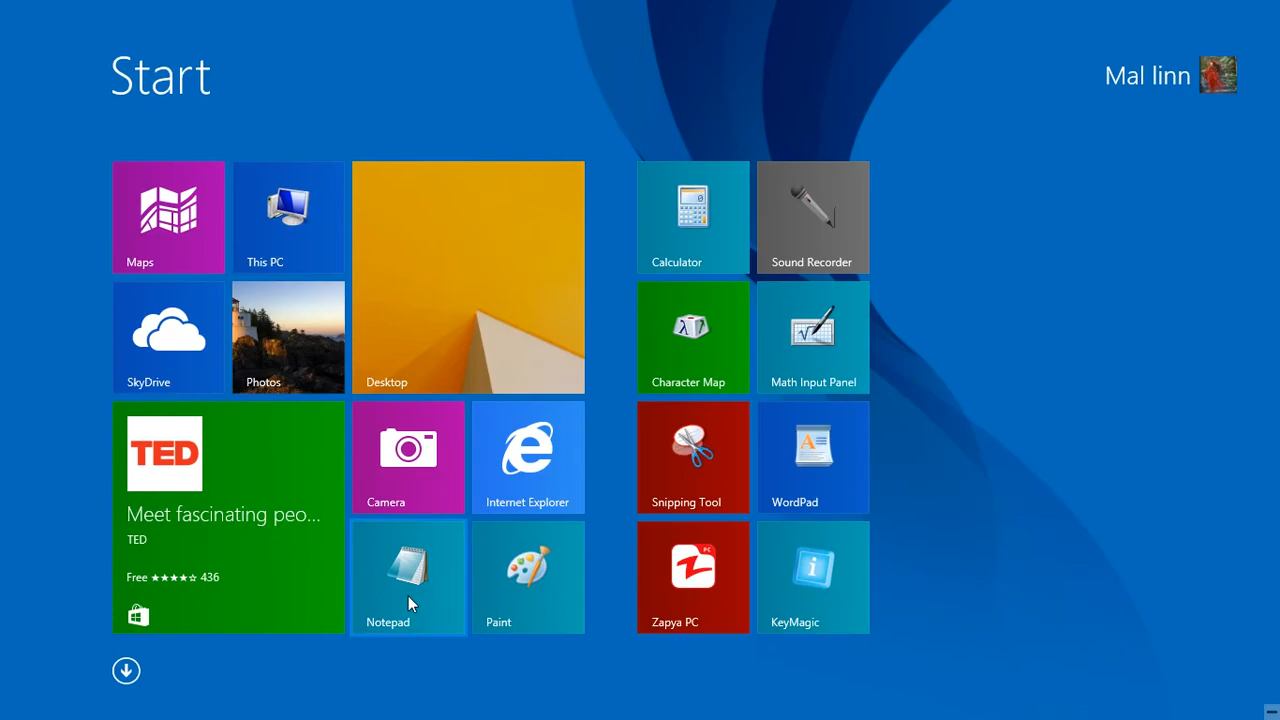 Start
Mal linn
Maps
This PC
Desktop
SkyDrive
Photos
TED
Meet fascinating peo...
TED
Free ★★★★☆ 436
Camera
Internet Explorer
Notepad
Paint
Calculator
Sound Recorder
Character Map
Math Input Panel
Snipping Tool
WordPad
PC
Zapya PC
KeyMagic